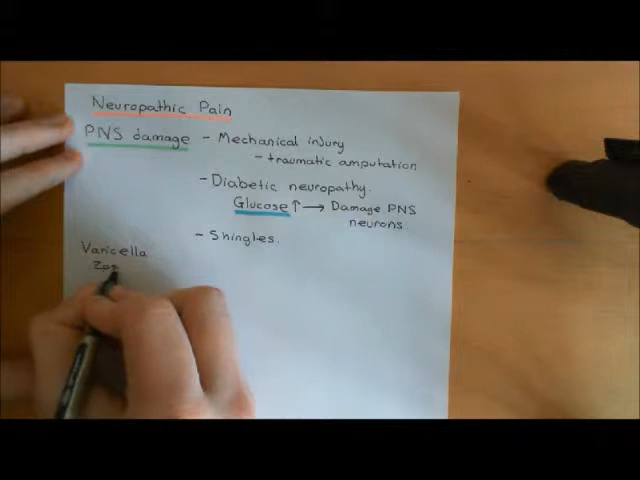 Neuropathic Pain
PNS damage - Mechanical injury
- traumatic amputation
- Diabetic neuropathy.
Glucose ↑ → Damage PNS
neurons
- Shingles.
Varicella